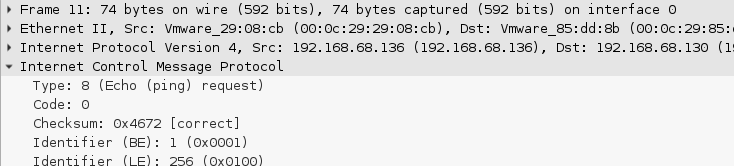 Frame 11: 74 bytes on wire (592 bits), 74 bytes captured (592 bits) on interface 0
Ethernet II, Src: Vmware_29:08:cb (00:0c:29:29:08:cb), Dst: Vmware_85:dd:8b (00:0c:29:85:
Internet Protocol Version 4, Src: 192.168.68.136 (192.168.68.136), Dst: 192.168.68.130 (19
Internet Control Message Protocol
Type: 8 (Echo (ping) request)
Code: 0
Checksum: 0x4672 [correct]
Identifier (BE): 1 (0x0001)
Identifier (LE): 256 (0x0100)